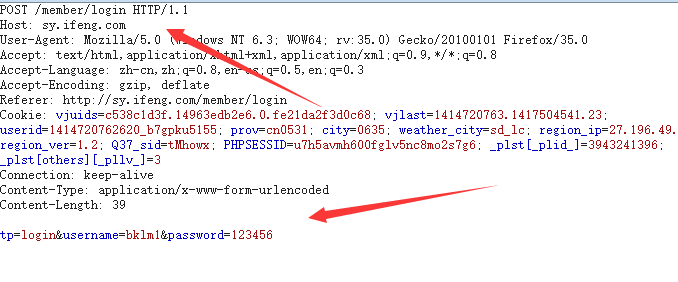 POST /member/login HTTP/1.1
Host: sy.ifeng.com
User-Agent: Mozilla/5.0 (Windows NT 6.3; WOW64; rv:35.0) Gecko/20100101 Firefox/35.0
Accept: text/html,application/xhtml+xml,application/xml;q=0.9,*/*;q=0.8
Accept-Language: zh-cn,zh;q=0.8,en-us;q=0.5,en;q=0.3
Accept-Encoding: gzip, deflate
Referer: http://sy.ifeng.com/member/login
Cookie: vjuids=c538c1d3f.14963edb2e6.0.fe21da2f3d0c68; vjlast=1414720763.1417504541.23;
userid=1414720762620_b7gpku5155; prov=cn0531; city=0635; weather_city=sd_lc; region_ip=27.196.49.
region_ver=1.2; Q37_sid=tMhowx; PHPSESSID=u7h5avmh600fglv5nc8mo2s7g6; _plst[_plid_]=3943241396;
_plst[others][_pllv_]=3
Connection: keep-alive
Content-Type: application/x-www-form-urlencoded
Content-Length: 39
tp=login&username=bklm1&password=123456